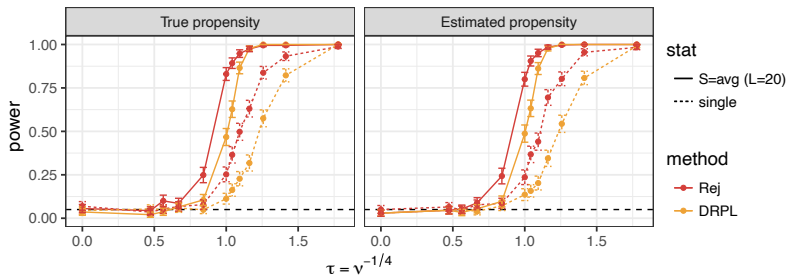 True propensity
Estimated propensity
1.00
0.75
0.50
0.25
0.00
power
0.0
0.5
1.0
1.5
0.0
0.5
1.0
1.5
τ = ν^{-1/4}
stat
S=avg (L=20)
single
method
Rej
DRPL